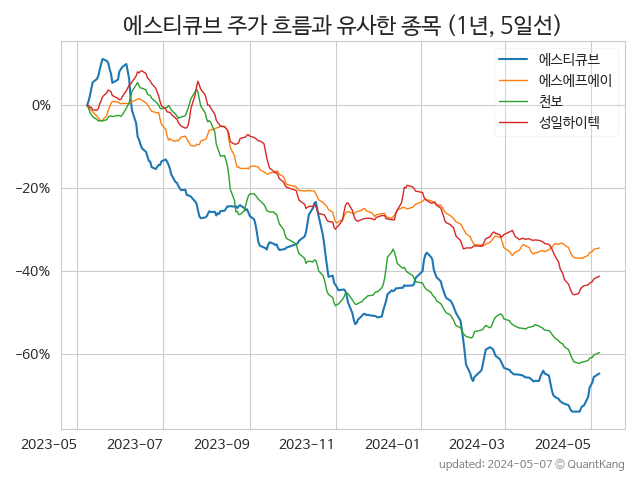 에스티큐브 주가 흐름과 유사한 종목 (1년, 5일선)
에스티큐브
에스에프에이
천보
성일하이텍
0%
−20%
−40%
−60%
2023-05 2023-07 2023-09 2023-11 2024-01 2024-03 2024-05
updated: 2024-05-07 © QuantKang